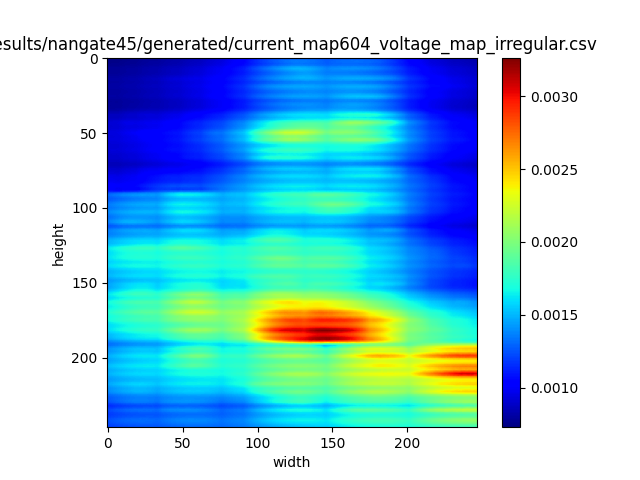 esults/nangate45/generated/current_map604_voltage_map_irregular.csv
0
50
100
150
200
height
0 50 100 150 200
width
0.0030
0.0025
0.0020
0.0015
0.0010